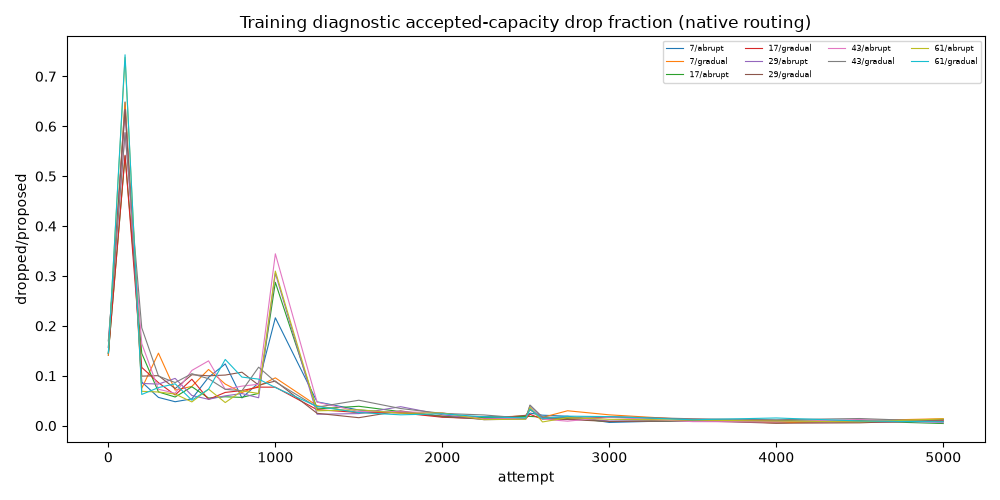 Training diagnostic accepted-capacity drop fraction (native routing)
7/abrupt 17/gradual 43/abrupt 61/abrupt
7/gradual 29/abrupt 43/gradual 61/gradual
17/abrupt 29/gradual
dropped/proposed
0.7
0.6
0.5
0.4
0.3
0.2
0.1
0.0
0 1000 2000 3000 4000 5000
attempt